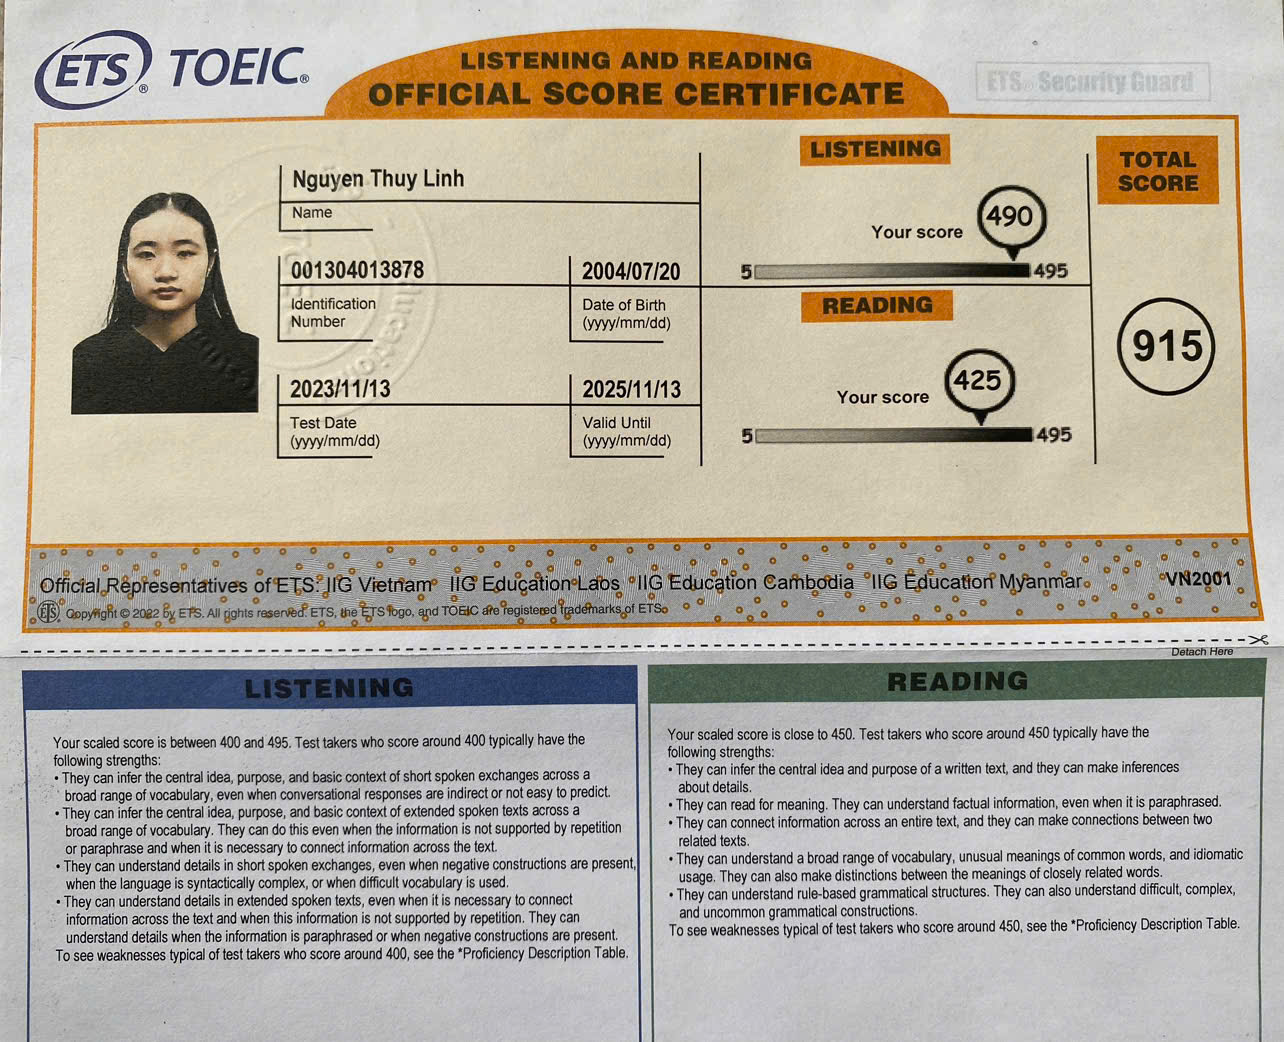 ETS® TOEIC®
LISTENING AND READING
OFFICIAL SCORE CERTIFICATE
ETS® Security Guard
Nguyen Thuy Linh
Name
001304013878
Identification
Number
2004/07/20
Date of Birth
(yyyy/mm/dd)
2023/11/13
Test Date
(yyyy/mm/dd)
2025/11/13
Valid Until
(yyyy/mm/dd)
LISTENING
Your score
490
5
495
READING
Your score
425
5
495
TOTAL
SCORE
915
Official Representatives of ETS: IIG Vietnam IIG Education Laos IIG Education Cambodia IIG Education Myanmar
VN2001
ETS® Copyright © 2022 by ETS. All rights reserved. ETS, the ETS logo, and TOEIC are registered trademarks of ETS.
Detach Here
LISTENING
Your scaled score is between 400 and 495. Test takers who score around 400 typically have the
following strengths:
• They can infer the central idea, purpose, and basic context of short spoken exchanges across a
broad range of vocabulary, even when conversational responses are indirect or not easy to predict.
• They can infer the central idea, purpose, and basic context of extended spoken texts across a
broad range of vocabulary. They can do this even when the information is not supported by repetition
or paraphrase and when it is necessary to connect information across the text.
• They can understand details in short spoken exchanges, even when negative constructions are present,
when the language is syntactically complex, or when difficult vocabulary is used.
• They can understand details in extended spoken texts, even when it is necessary to connect
information across the text and when this information is not supported by repetition. They can
understand details when the information is paraphrased or when negative constructions are present.
To see weaknesses typical of test takers who score around 400, see the *Proficiency Description Table.
READING
Your scaled score is close to 450. Test takers who score around 450 typically have the
following strengths:
• They can infer the central idea and purpose of a written text, and they can make inferences
about details.
• They can read for meaning. They can understand factual information, even when it is paraphrased.
• They can connect information across an entire text, and they can make connections between two
related texts.
• They can understand a broad range of vocabulary, unusual meanings of common words, and idiomatic
usage. They can also make distinctions between the meanings of closely related words.
• They can understand rule-based grammatical structures. They can also understand difficult, complex,
and uncommon grammatical constructions.
To see weaknesses typical of test takers who score around 450, see the *Proficiency Description Table.